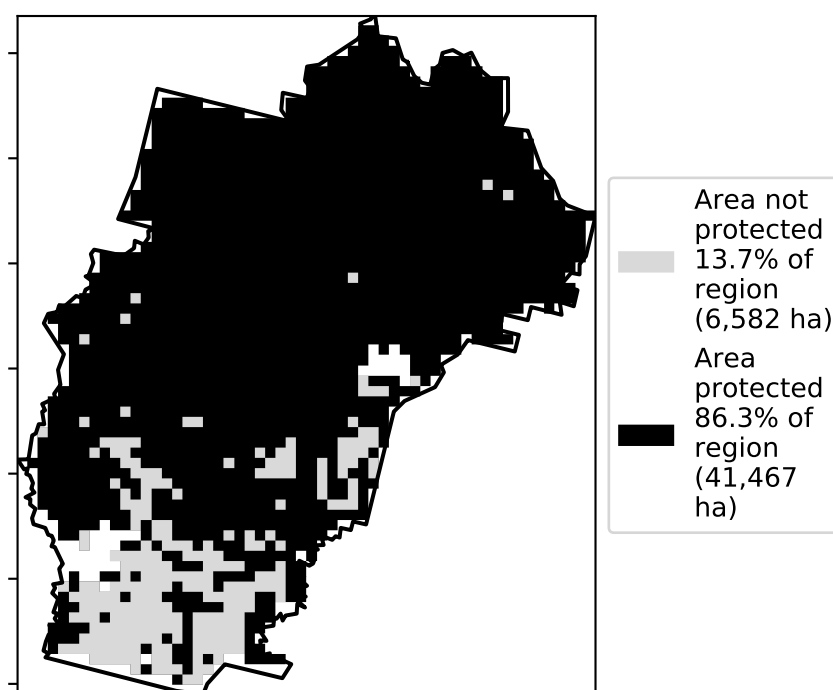 Area not
protected
13.7% of
region
(6,582 ha)
Area
protected
86.3% of
region
(41,467
ha)